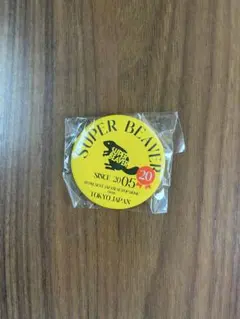 SUPER BEAVER
SUPER
BEAVER
SINCE 2005
20
TOKYO, JAPAN